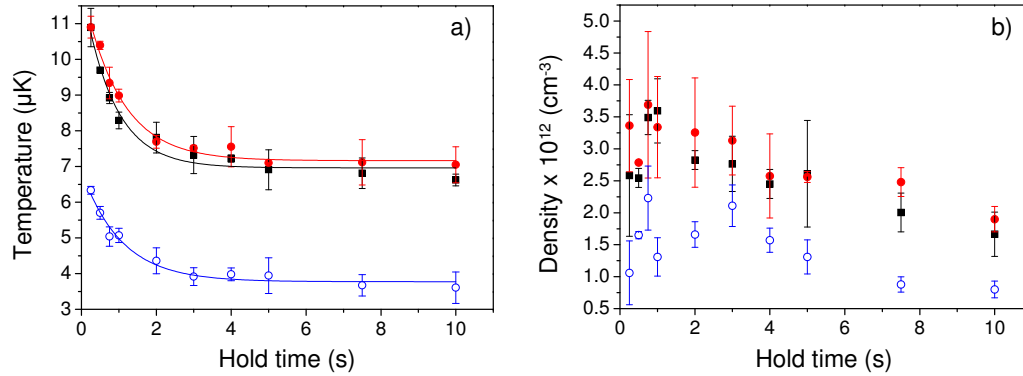 a)
11
10
9
8
7
6
5
4
3
0 2 4 6 8 10
Temperature (µK)
Hold time (s)
b)
5.0
4.5
4.0
3.5
3.0
2.5
2.0
1.5
1.0
0.5
0 2 4 6 8 10
Density x 10¹² (cm⁻³)
Hold time (s)